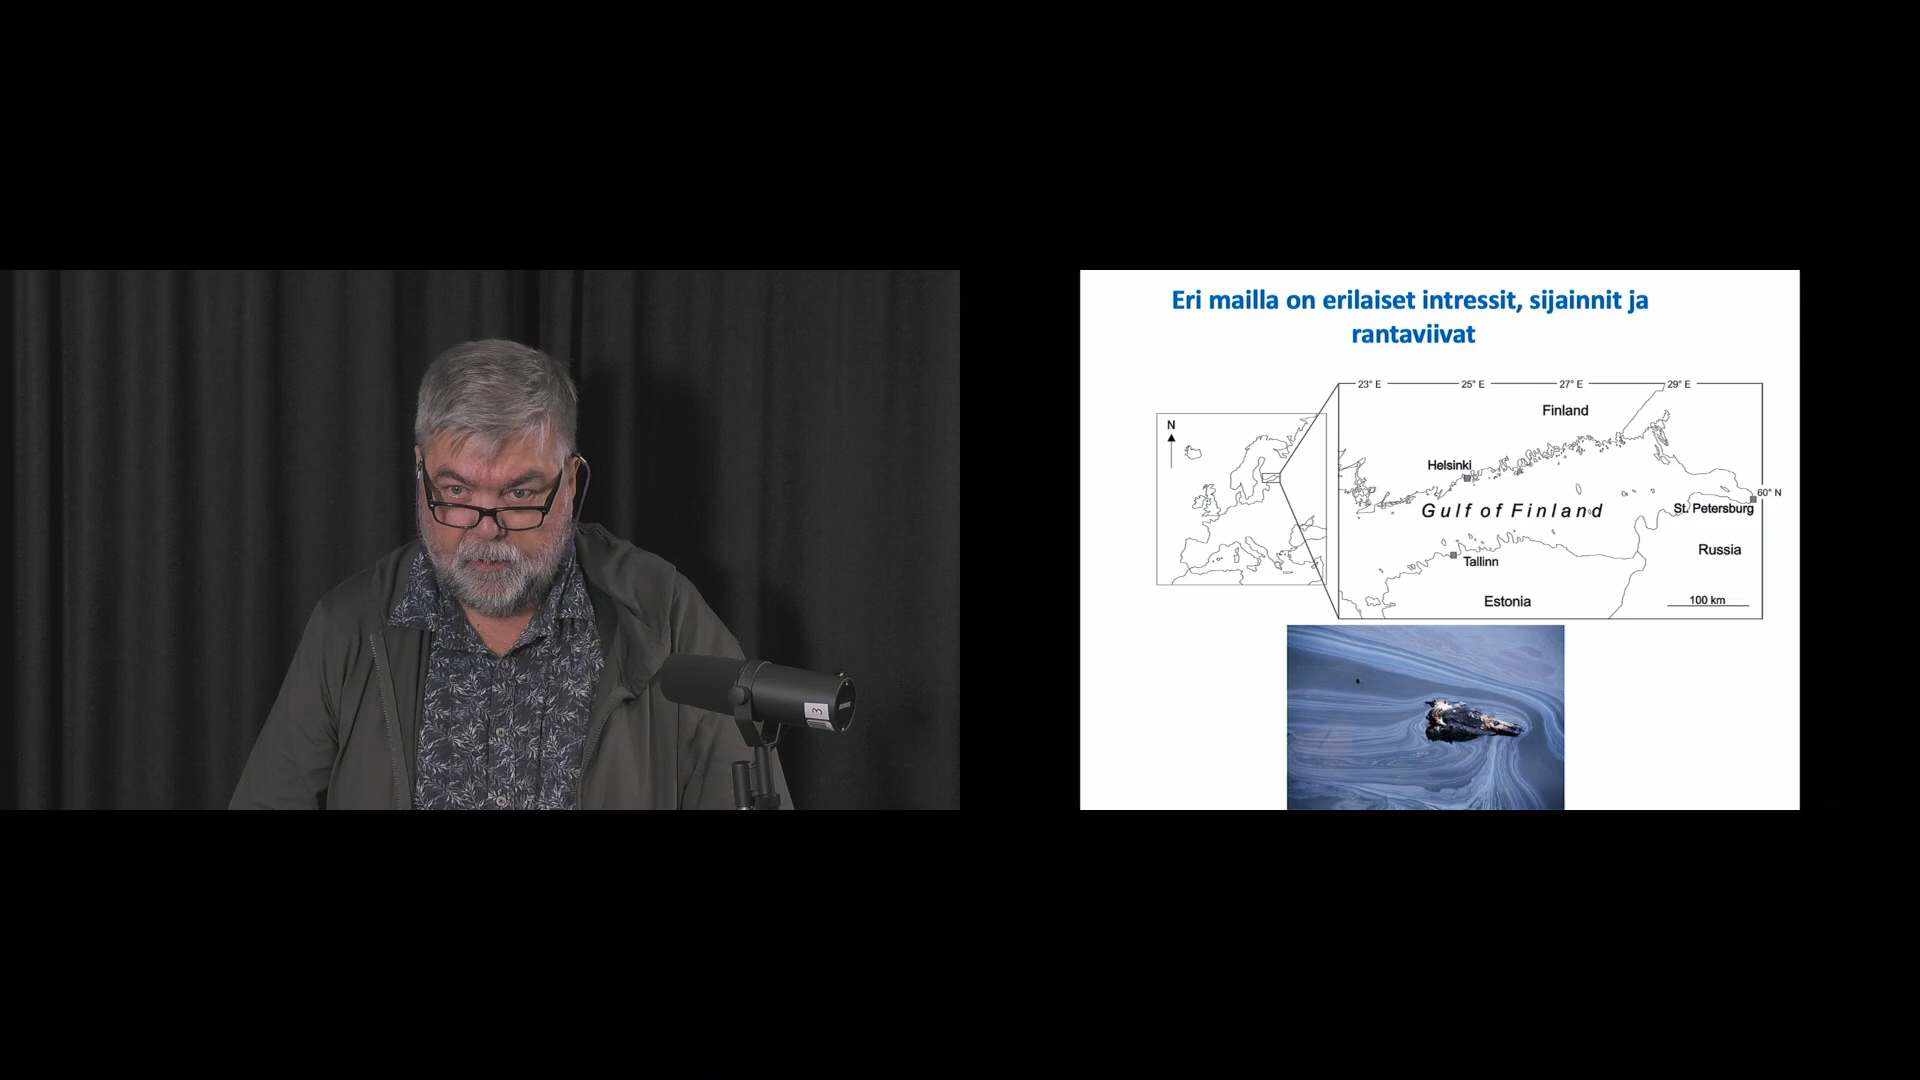 Eri mailla on erilaiset intressit, sijainnit ja
rantaviivat
23° E
25° E
27° E
29° E
N
Finland
Helsinki
60° N
Gulf of Finland
St. Petersburg
Russia
Tallinn
Estonia
100 km
3